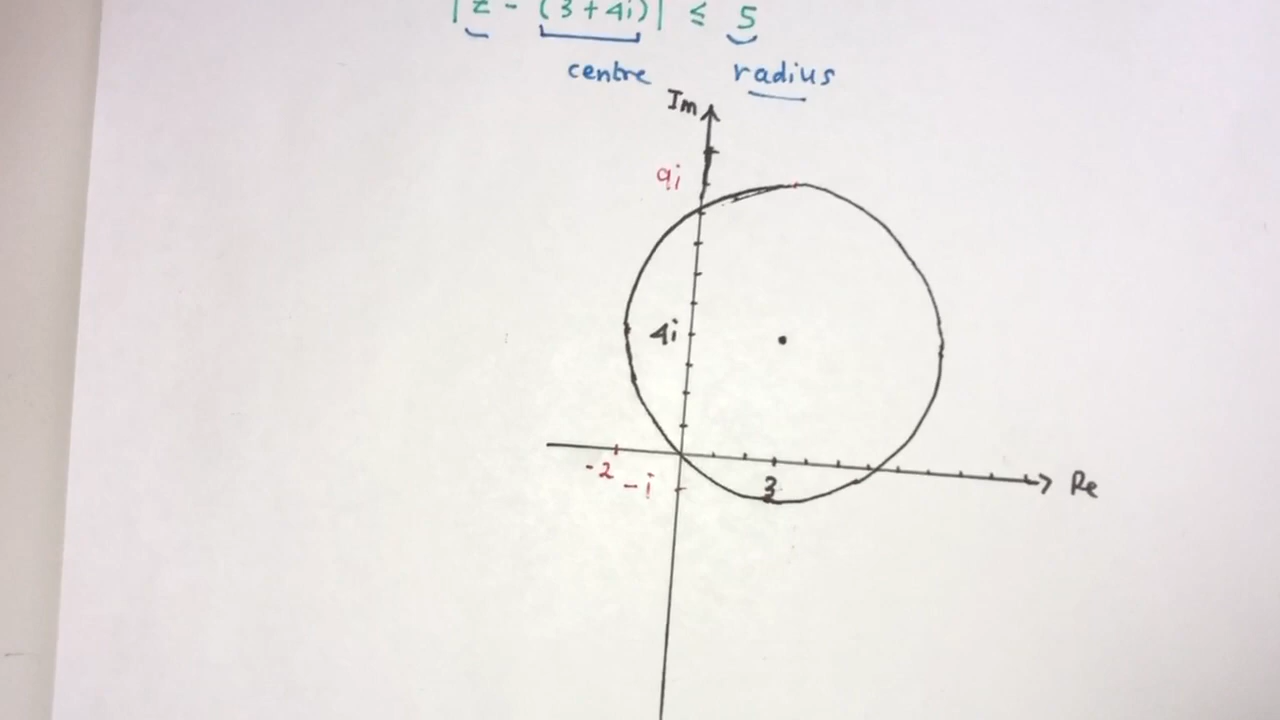 |z - (3+4i)| ≤ 5
centre radius
Im
9i
4i
-2 -i 3 Re